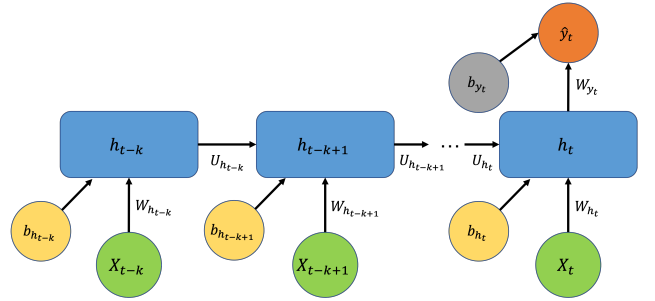 ŷ_t
b_{y_t}
W_{y_t}
h_{t−k}
h_{t−k+1}
h_t
U_{h_{t−k}}
U_{h_{t−k+1}}
...
U_{h_t}
b_{h_{t−k}}
W_{h_{t−k}}
b_{h_{t−k+1}}
W_{h_{t−k+1}}
b_{h_t}
W_{h_t}
X_{t−k}
X_{t−k+1}
X_t